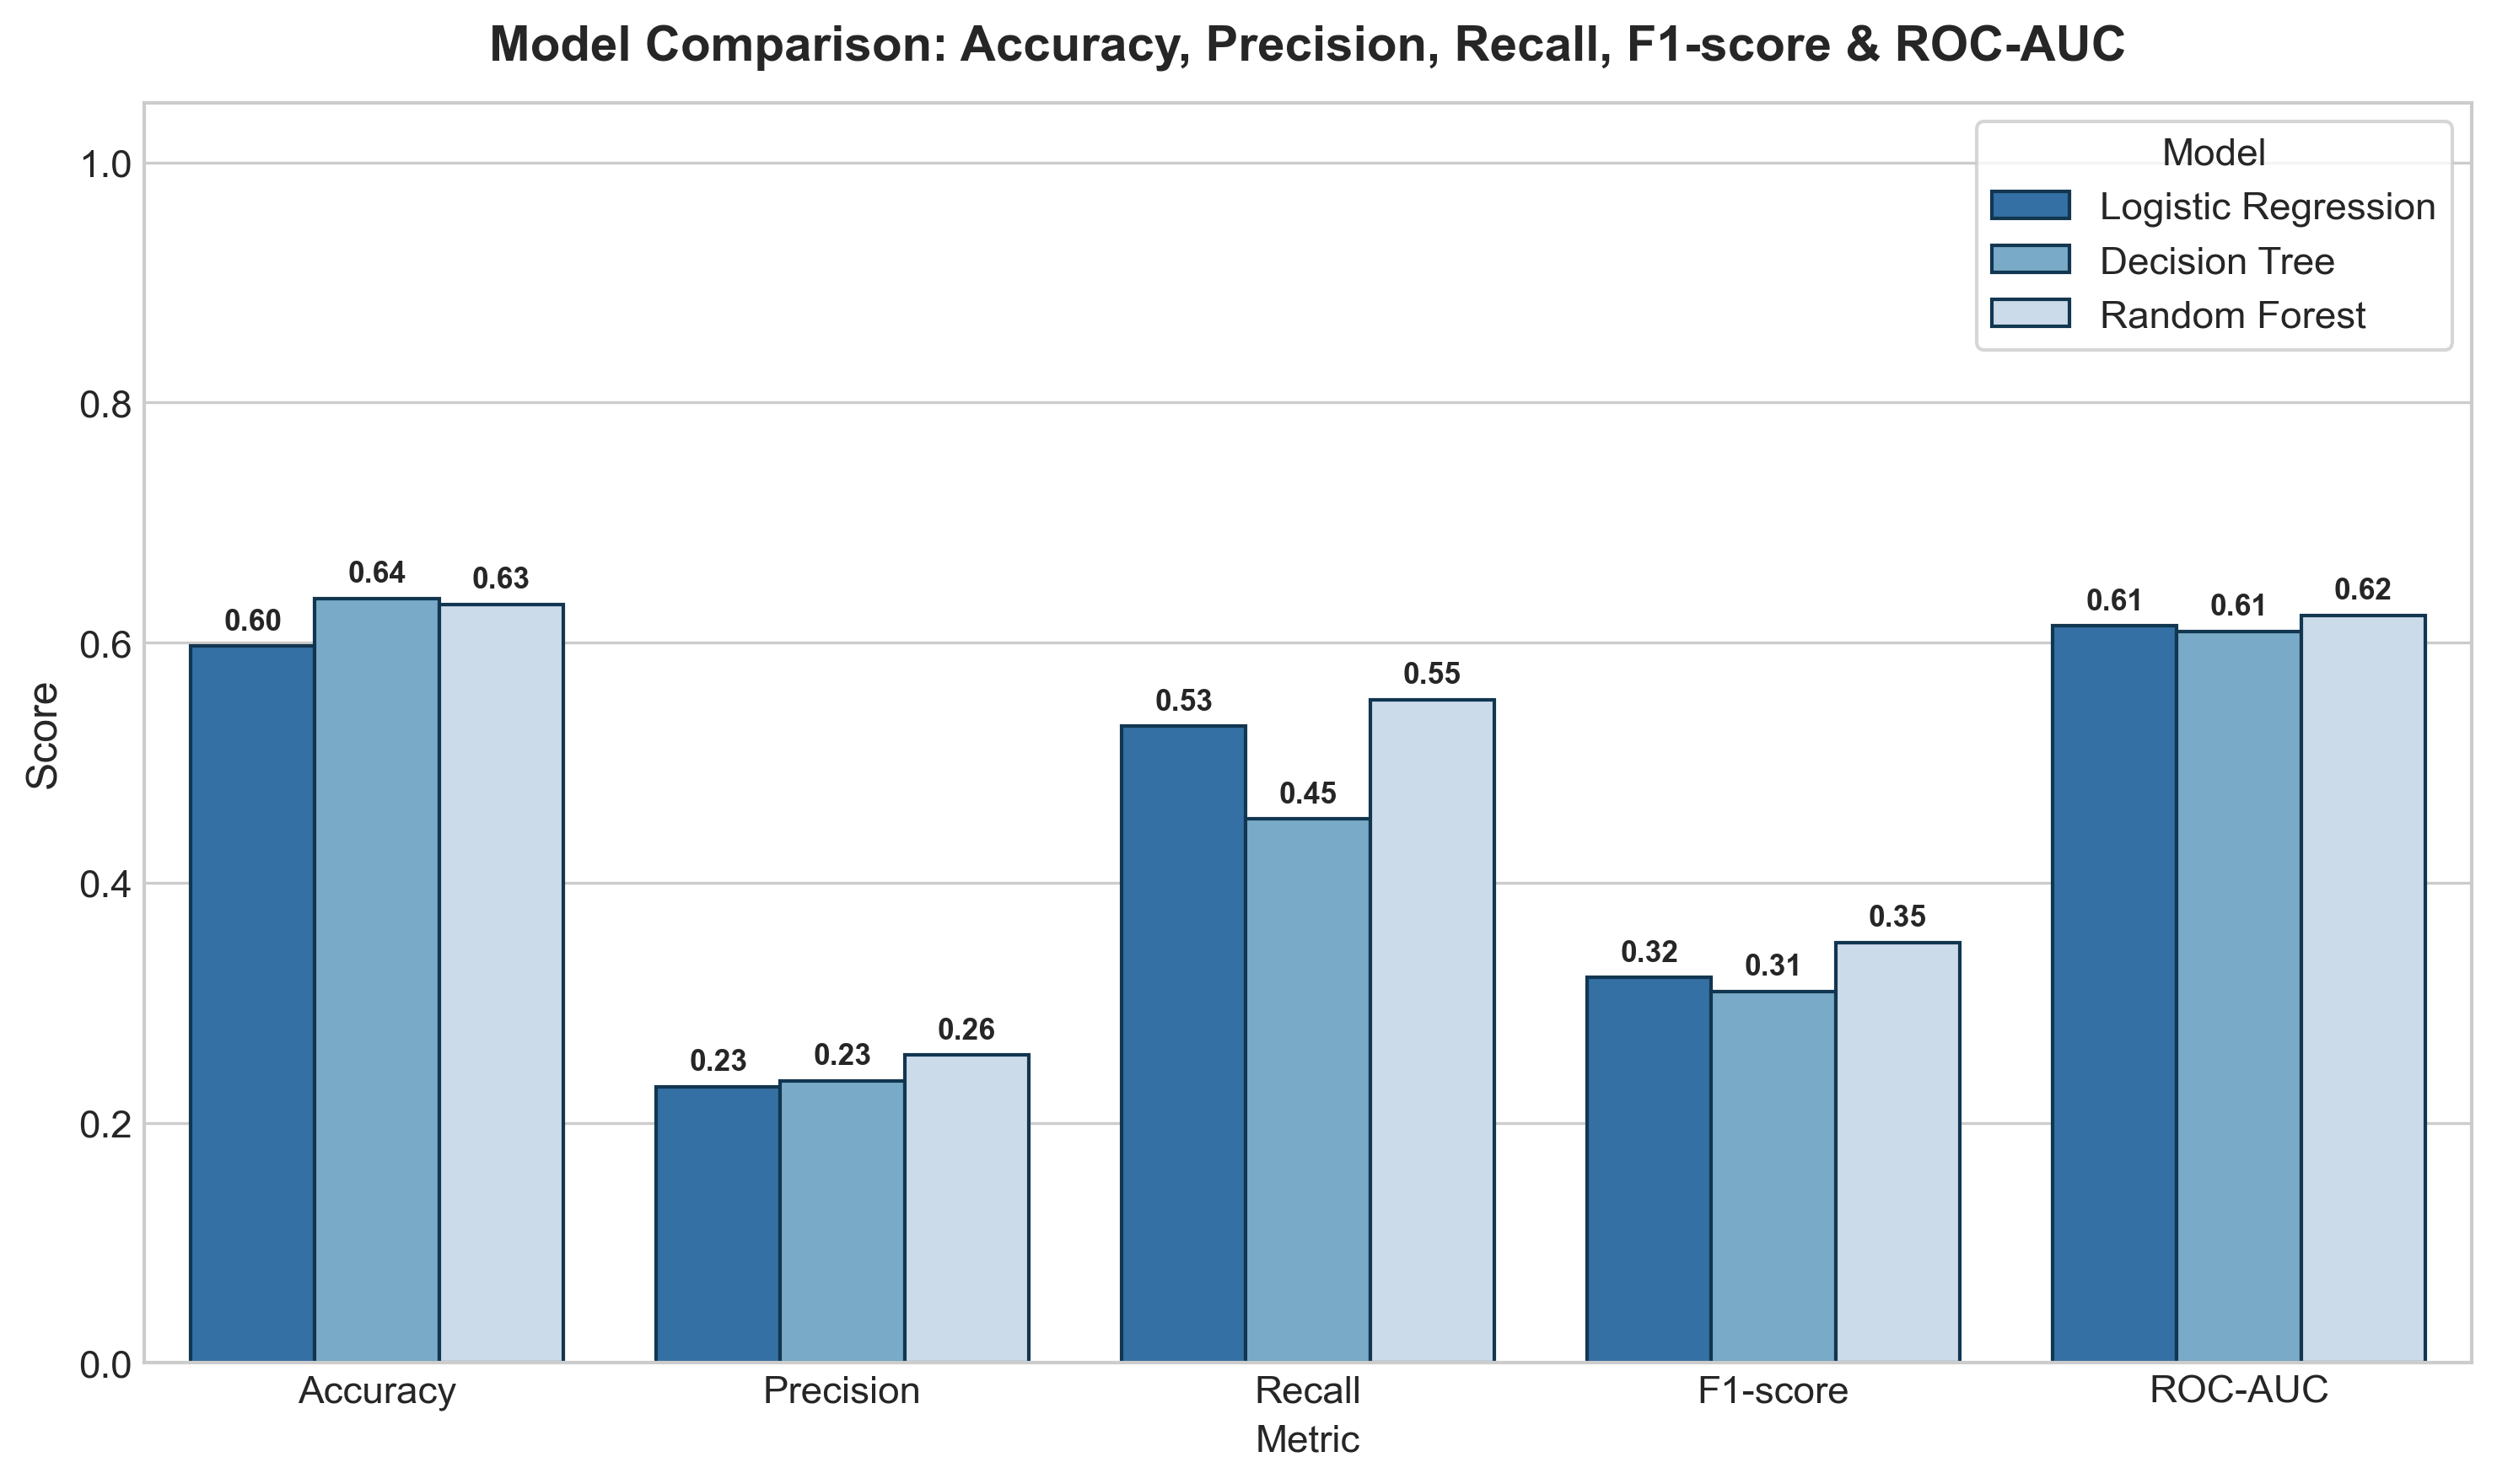 Model Comparison: Accuracy, Precision, Recall, F1-score & ROC-AUC
Model
Logistic Regression
Decision Tree
Random Forest
Score
1.0
0.8
0.6
0.4
0.2
0.0
0.60
0.64
0.63
0.23
0.23
0.26
0.53
0.45
0.55
0.32
0.31
0.35
0.61
0.61
0.62
Accuracy
Precision
Recall
F1-score
ROC-AUC
Metric